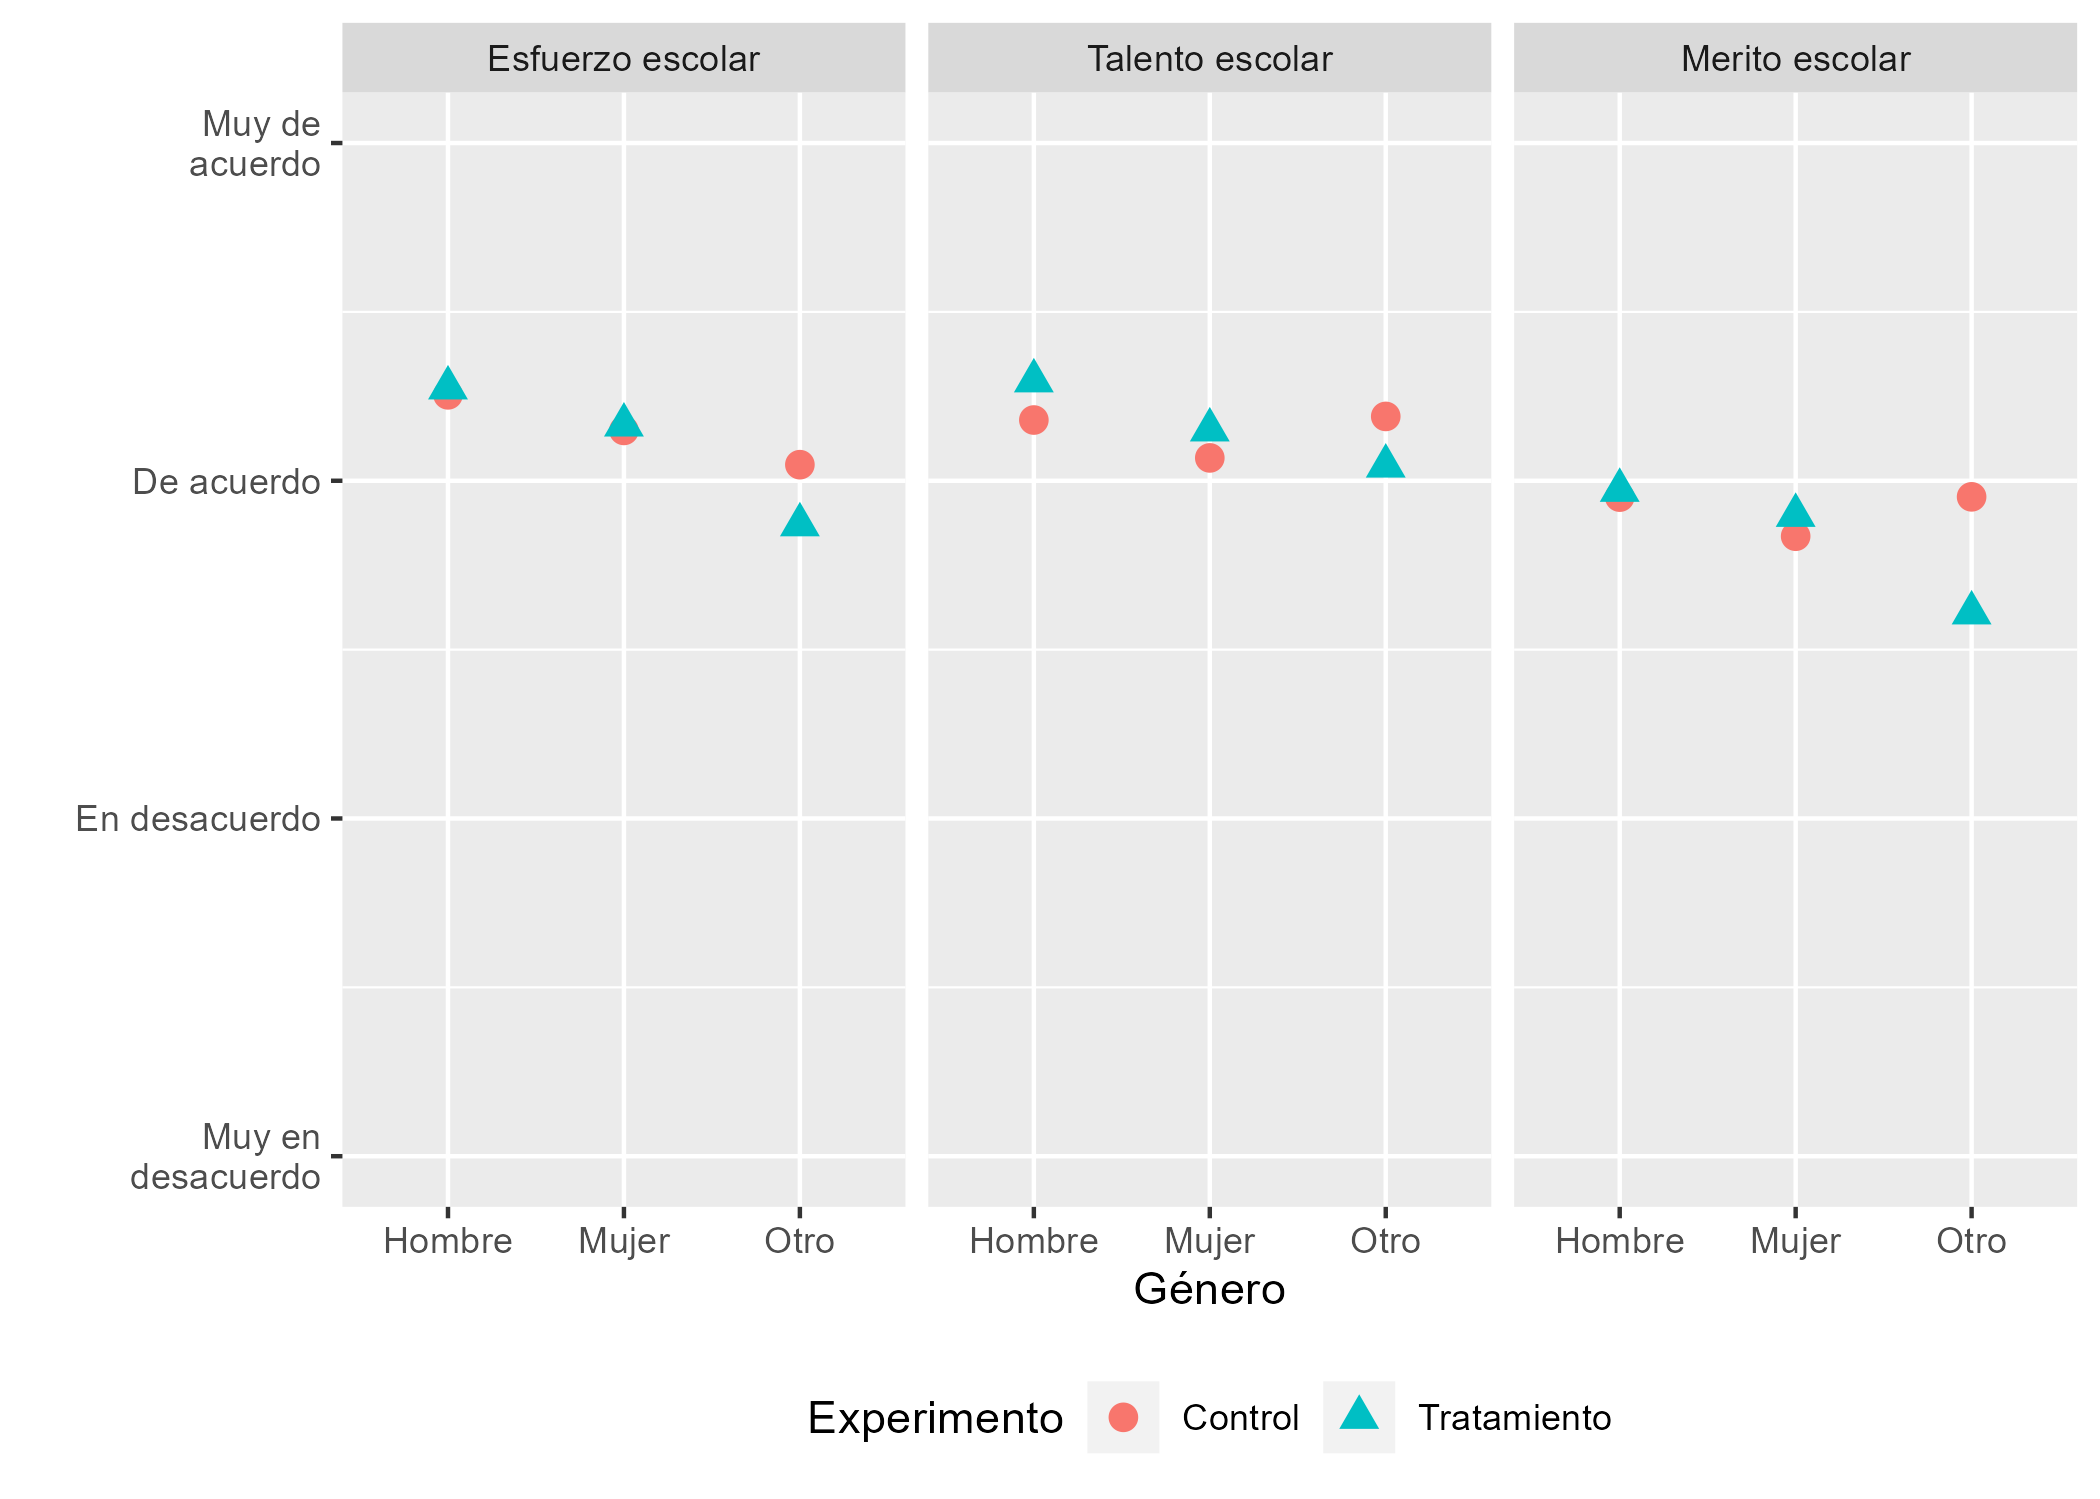 Esfuerzo escolar
Talento escolar
Merito escolar
Muy de
acuerdo
De acuerdo
En desacuerdo
Muy en
desacuerdo
Hombre
Mujer
Otro
Hombre
Mujer
Otro
Hombre
Mujer
Otro
Género
Experimento
Control
Tratamiento